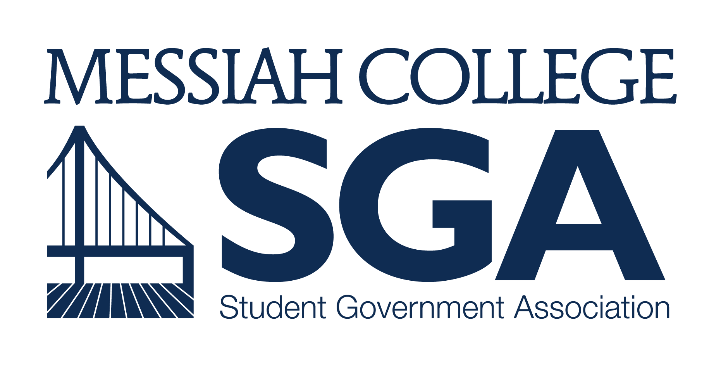 MESSIAH COLLEGE
SGA
Student Government Association